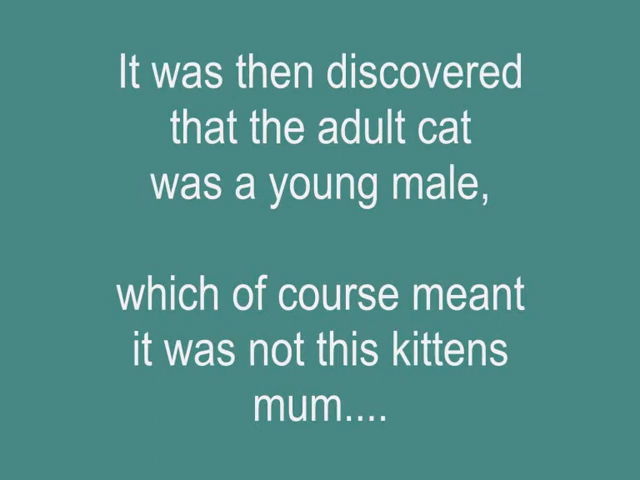 It was then discovered
that the adult cat
was a young male,
which of course meant
it was not this kittens
mum....